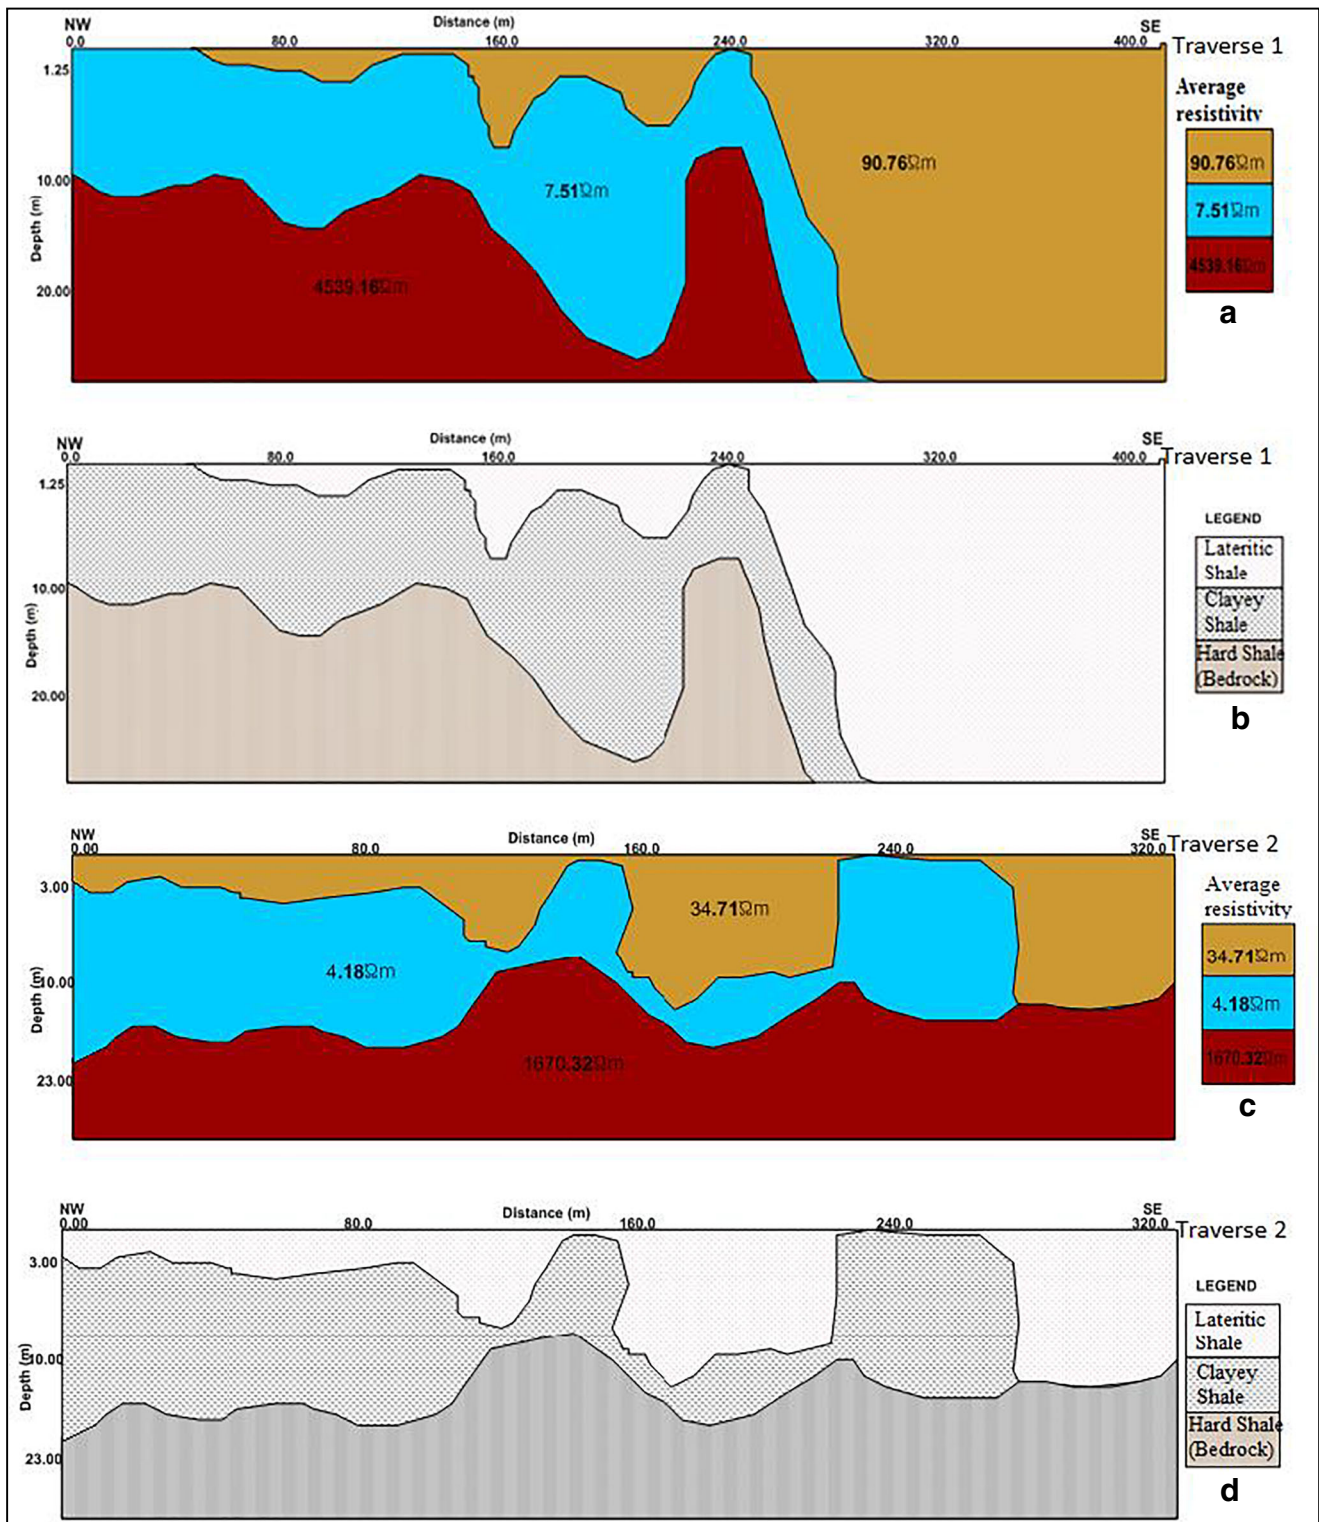 NW Distance (m) SE
0.0 80.0 160.0 240.0 320.0 400.0 Traverse 1
1.25
10.00
20.00
Depth (m)
7.51Ωm
90.76Ωm
4539.16Ωm
Average
resistivity
90.76Ωm
7.51Ωm
4539.16Ωm
a
NW Distance (m) SE
0.0 80.0 160.0 240.0 320.0 400.0 Traverse 1
1.25
10.00
20.00
Depth (m)
LEGEND
Lateritic
Shale
Clayey
Shale
Hard Shale
(Bedrock)
b
NW Distance (m) SE
0.00 80.0 160.0 240.0 320.0 Traverse 2
3.00
10.00
23.00
Depth (m)
34.71Ωm
4.18Ωm
1670.32Ωm
Average
resistivity
34.71Ωm
4.18Ωm
1670.32Ωm
c
NW Distance (m) SE
0.00 80.0 160.0 240.0 320.0 Traverse 2
3.00
10.00
23.00
Depth (m)
LEGEND
Lateritic
Shale
Clayey
Shale
Hard Shale
(Bedrock)
d